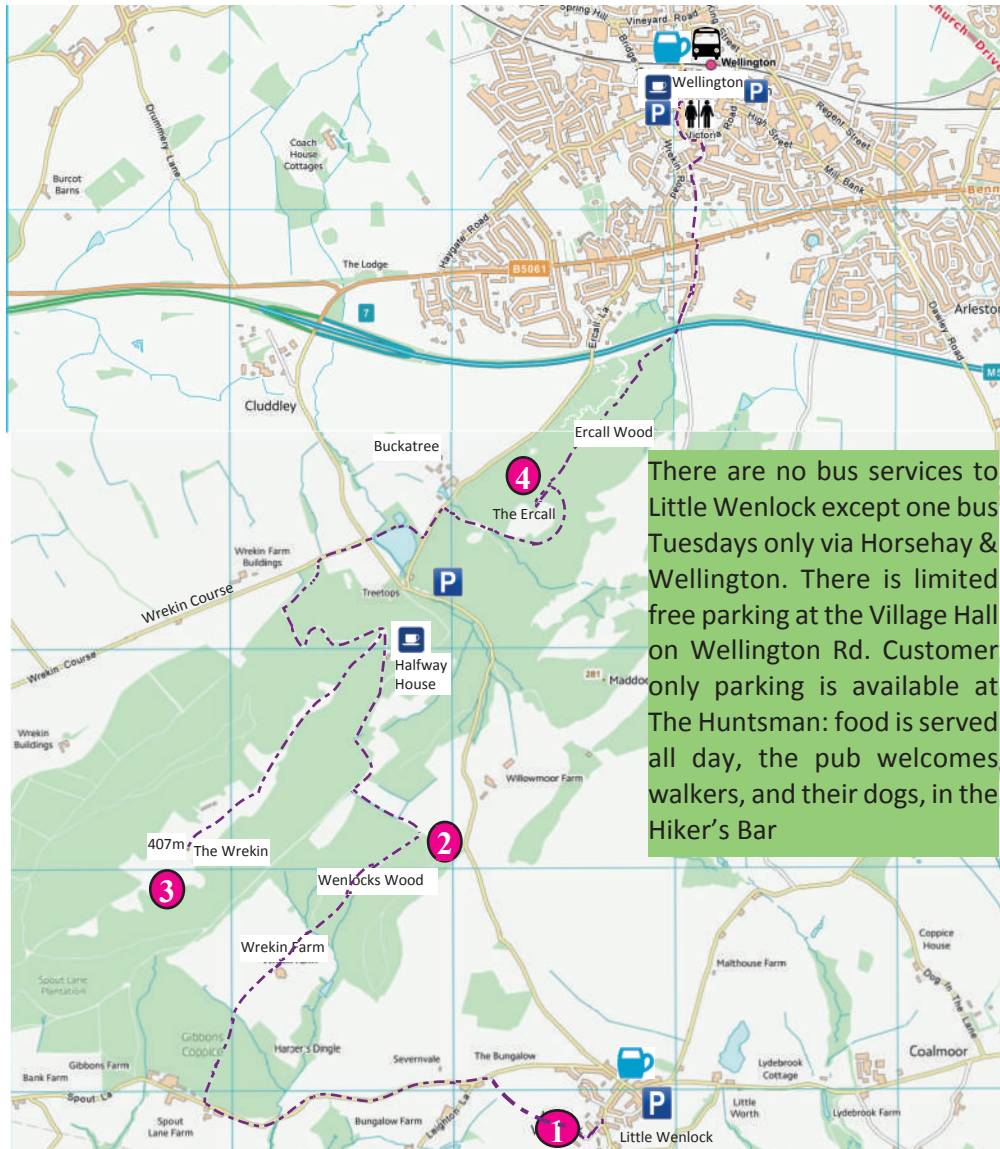 Spring Hill
Vineyard Road
King Street
Church Drive
Bridge
Wellington
Wellington
P
P
Victoria
Road
High Street
Regent Street
Mill Bank
Wrekin Road
Drummery Lane
Coach
House
Cottages
Burcot
Barns
Haygate Road
The Lodge
B5061
7
Ercall La
Dawley Road
Arlesto
M5
Cluddley
Buckatree
Ercall Wood
4
The Ercall
There are no bus services to
Little Wenlock except one bus
Tuesdays only via Horsehay &
Wellington. There is limited
free parking at the Village Hall
on Wellington Rd. Customer
only parking is available at
The Huntsman: food is served
all day, the pub welcomes
walkers, and their dogs, in the
Hiker’s Bar
Wrekin Farm
Buildings
Treetops
P
Wrekin Course
Wrekin Course
Halfway
House
281
Maddo
Wrekin
Buildings
Willowmoor Farm
407m
The Wrekin
2
3
Wenlocks Wood
Wrekin Farm
Coppice
House
Malthouse Farm
Dog In The Lane
Spout Lane
Plantation
Gibbons
Coppice
Harper's Dingle
Severnvale
The Bungalow
Gibbons Farm
Bank Farm
Spout La
Spout
Lane Farm
Bungalow Farm
Leighton La
1
P
Little Wenlock
Lydebrook
Cottage
Coalmoor
Little
Worth
Lydebrook Farm